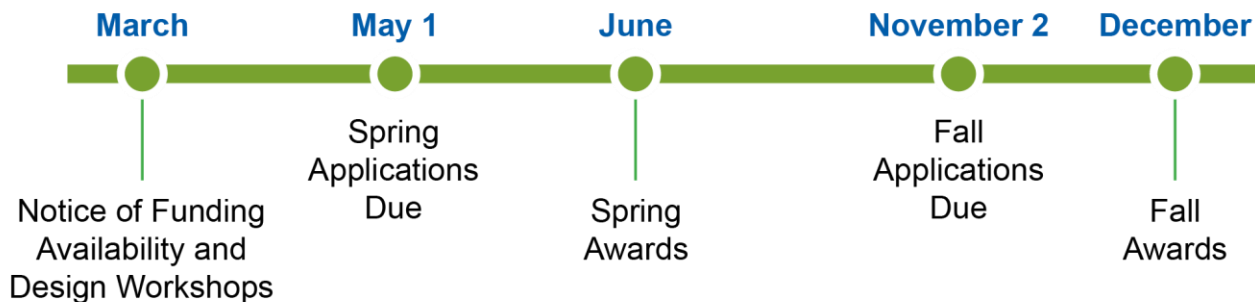 March
Notice of Funding
Availability and
Design Workshops
May 1
Spring
Applications
Due
June
Spring
Awards
November 2
Fall
Applications
Due
December
Fall
Awards